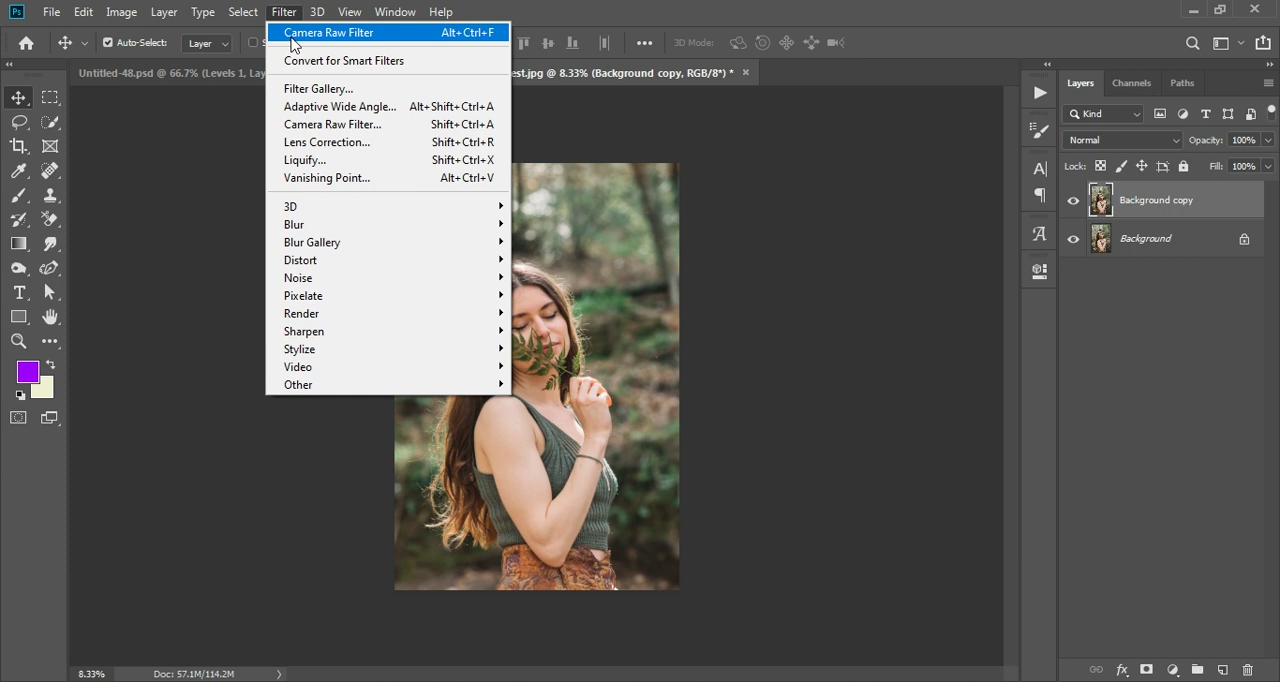 Ps File Edit Image Layer Type Select Filter 3D View Window Help
Auto-Select: Layer S 3D Mode:
Untitled-48.psd @ 66.7% (Levels 1, Lay est.jpg @ 8.33% (Background copy, RGB/8*) * ×
Camera Raw Filter Alt+Ctrl+F
Convert for Smart Filters
Filter Gallery...
Adaptive Wide Angle... Alt+Shift+Ctrl+A
Camera Raw Filter... Shift+Ctrl+A
Lens Correction... Shift+Ctrl+R
Liquify... Shift+Ctrl+X
Vanishing Point... Alt+Ctrl+V
3D
Blur
Blur Gallery
Distort
Noise
Pixelate
Render
Sharpen
Stylize
Video
Other
Layers Channels Paths
Kind
Normal Opacity: 100%
Lock: Fill: 100%
Background copy
Background
8.33% Doc: 57.1M/114.2M